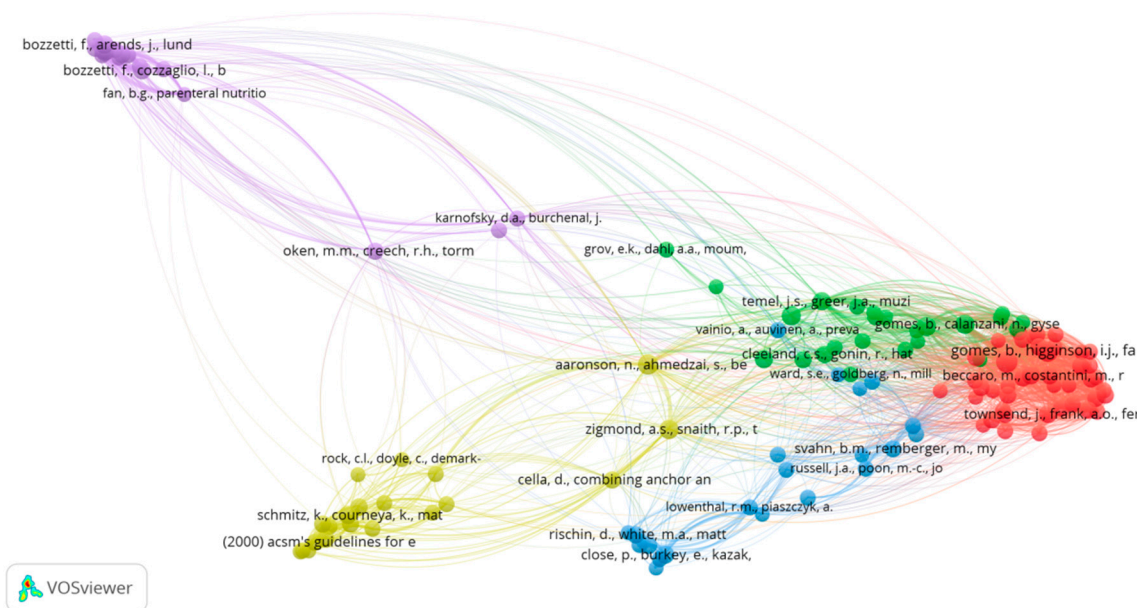 bozzetti, f., arends, j., lund
bozzetti, f., cozzaglio, l., b
fan, b.g., parenteral nutritio
karnofsky, d.a., burchenal, j.
oken, m.m., creech, r.h., torm
grov, e.k., dahl, a.a., moum,
temel, j.s., greer, j.a., muzi
vainio, a., auvinen, a., preva
gomes, b., calanzani, n., gyse
cleeland, c.s., gonin, r., hat
gomes, b., higginson, i.j., fa
aaronson, n., ahmedzai, s., be
ward, s.e., goldberg, n., mill
beccaro, m., costantini, m., r
townsend, j., frank, a.o., fer
zigmond, a.s., snaith, r.p., t
svahn, b.m., remberger, m., my
rock, c.l., doyle, c., demark-
russell, j.a., poon, m.-c., jo
cella, d., combining anchor an
lowenthal, r.m., piaszczyk, a.
schmitz, k., courneya, k., mat
rischin, d., white, m.a., matt
(2000) acsm's guidelines for e
close, p., burkey, e., kazak,
VOSviewer